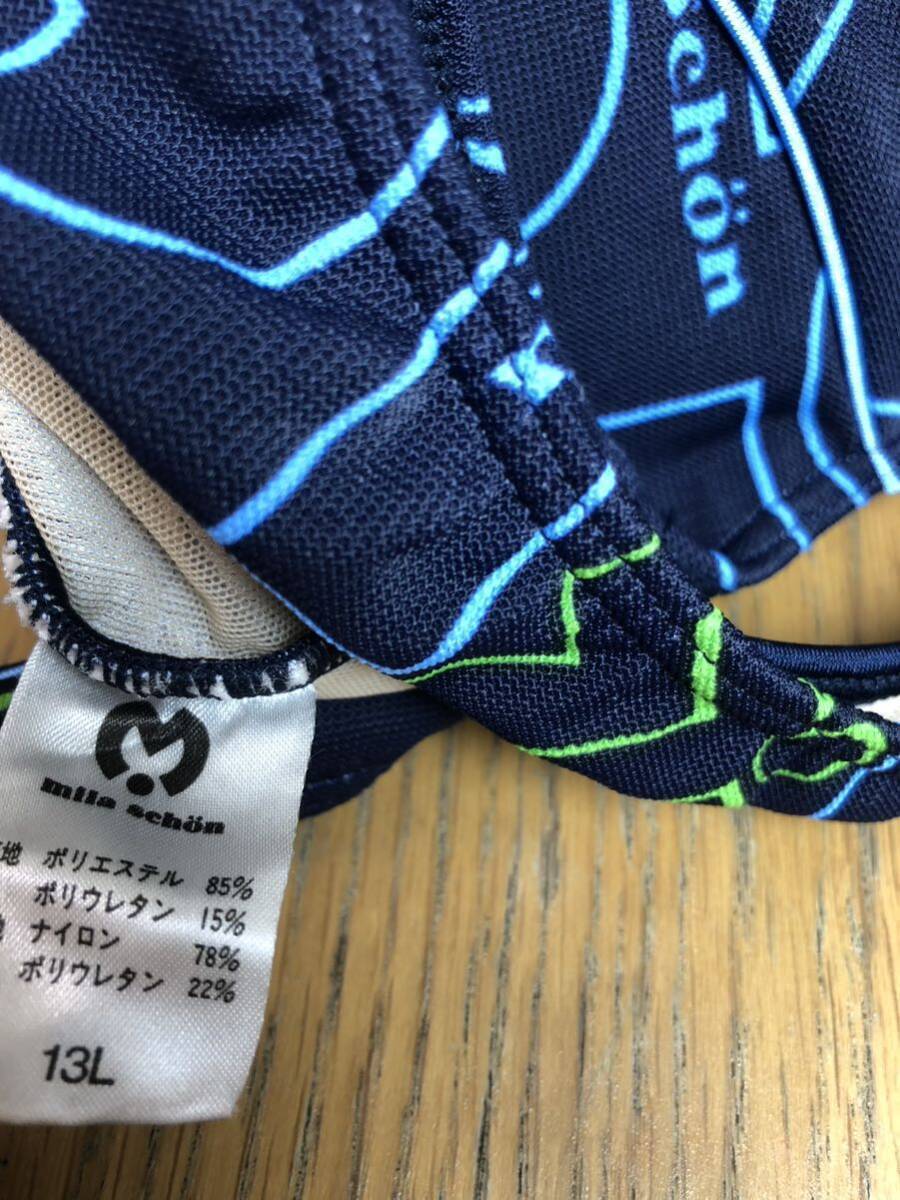 chön
mila schön
地 ポリエステル 85%
ポリウレタン 15%
ナイロン 78%
ポリウレタン 22%
13L